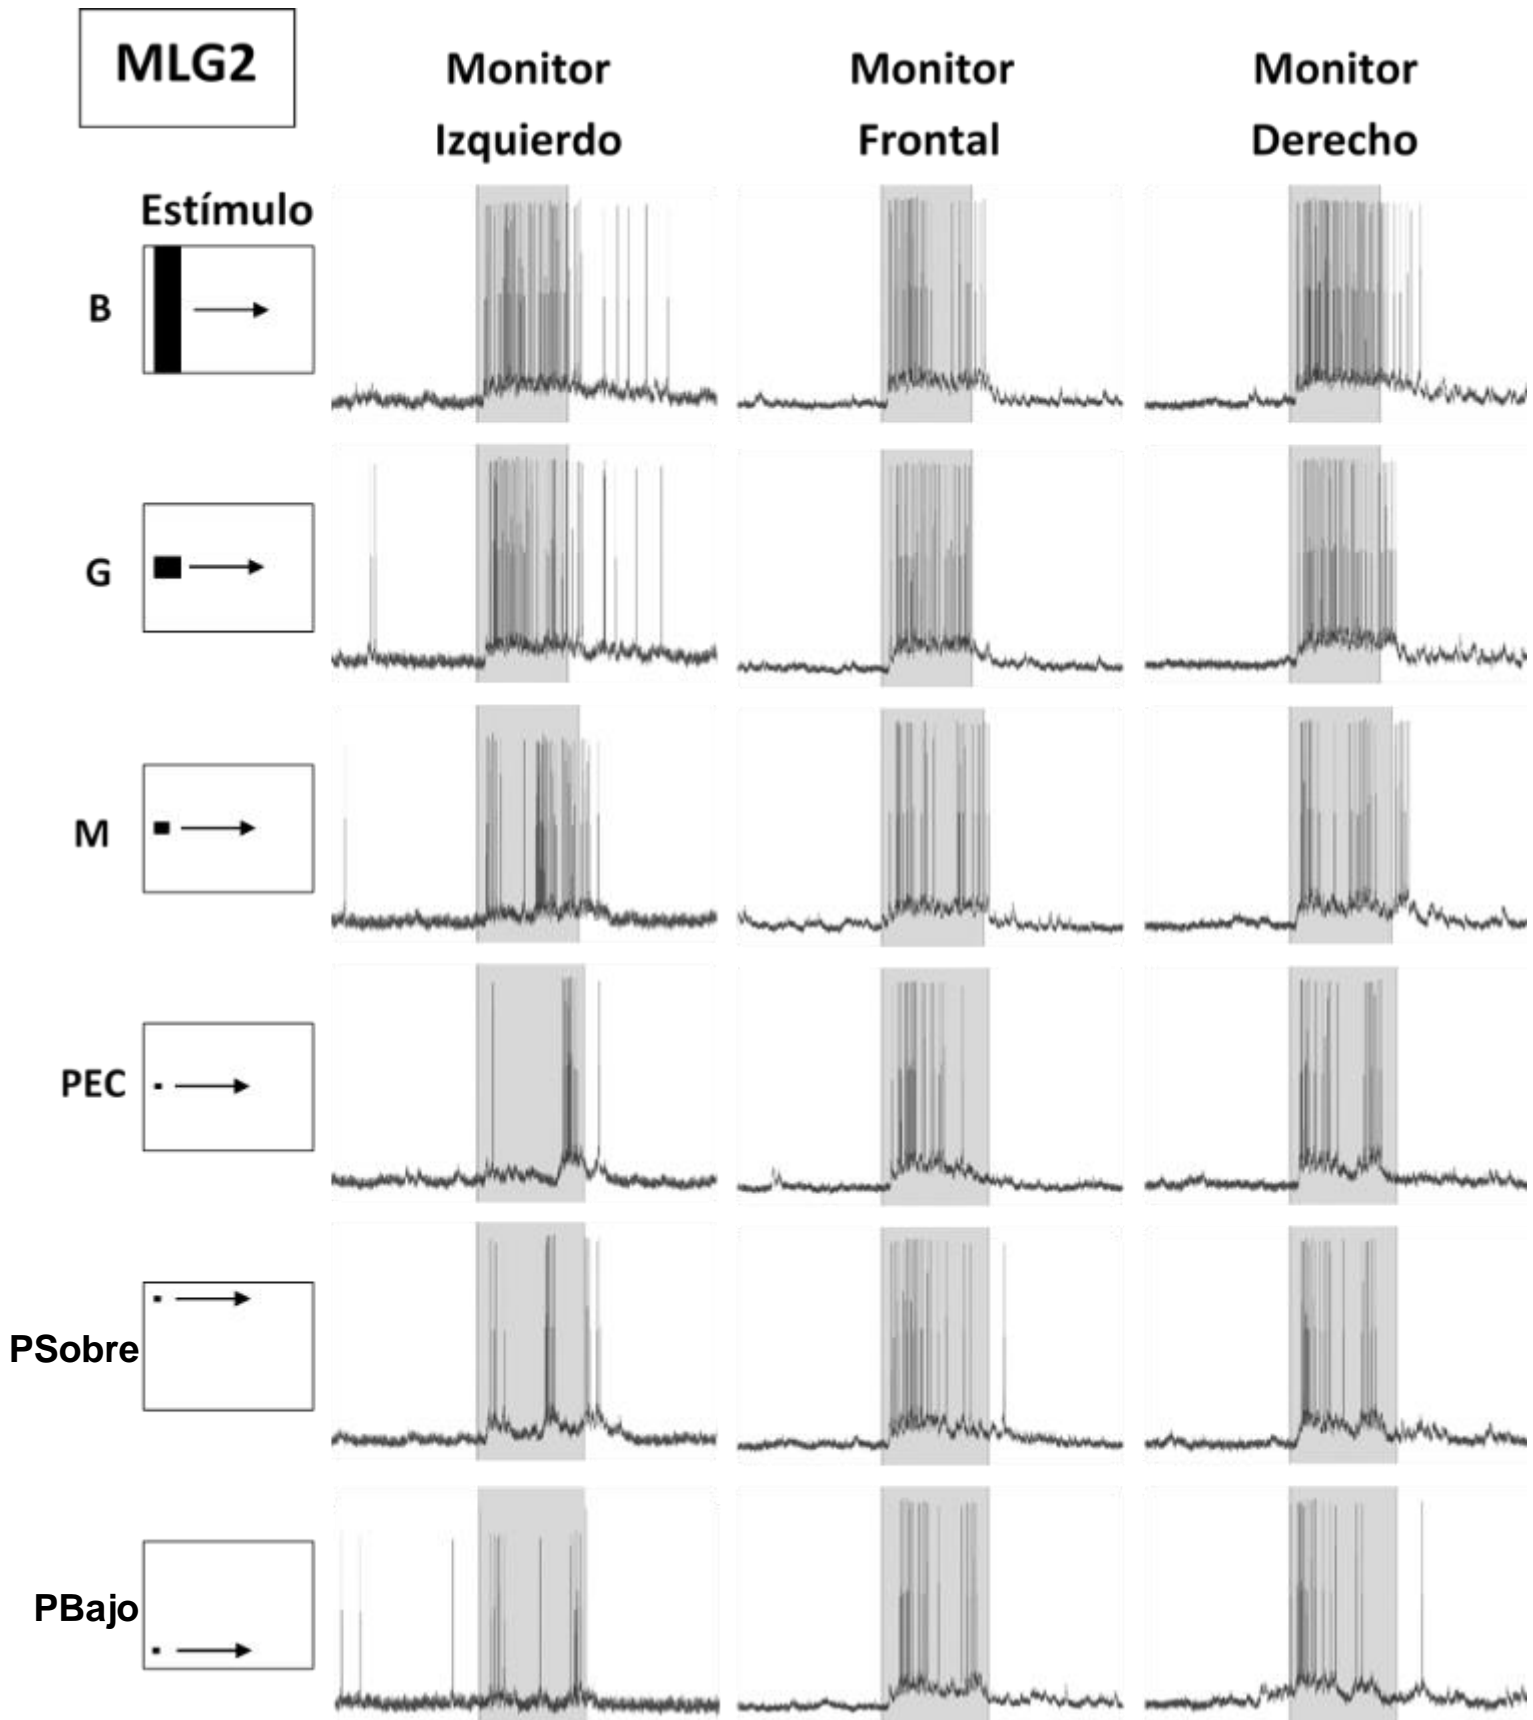 MLG2
Monitor
Izquierdo
Monitor
Frontal
Monitor
Derecho
Estímulo
B
G
M
PEC
PSobre
PBajo